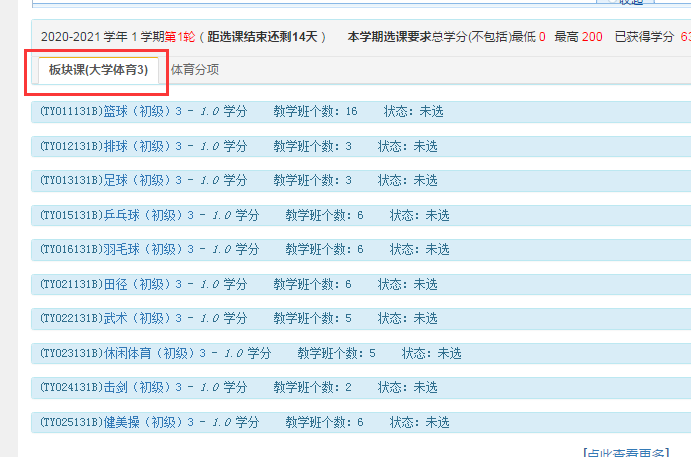 2020-2021 学年 1 学期第1轮（距选课结束还剩14天） 本学期选课要求总学分(不包括)最低 0 最高 200 已获得学分
板块课(大学体育3) 体育分项
(TY011131B)篮球（初级）3 - 1.0 学分 教学班个数：16 状态：未选
(TY012131B)排球（初级）3 - 1.0 学分 教学班个数：3 状态：未选
(TY013131B)足球（初级）3 - 1.0 学分 教学班个数：3 状态：未选
(TY015131B)乒乓球（初级）3 - 1.0 学分 教学班个数：6 状态：未选
(TY016131B)羽毛球（初级）3 - 1.0 学分 教学班个数：6 状态：未选
(TY021131B)田径（初级）3 - 1.0 学分 教学班个数：6 状态：未选
(TY022131B)武术（初级）3 - 1.0 学分 教学班个数：5 状态：未选
(TY023131B)休闲体育（初级）3 - 1.0 学分 教学班个数：5 状态：未选
(TY024131B)击剑（初级）3 - 1.0 学分 教学班个数：2 状态：未选
(TY025131B)健美操（初级）3 - 1.0 学分 教学班个数：6 状态：未选
[点此查看更多]